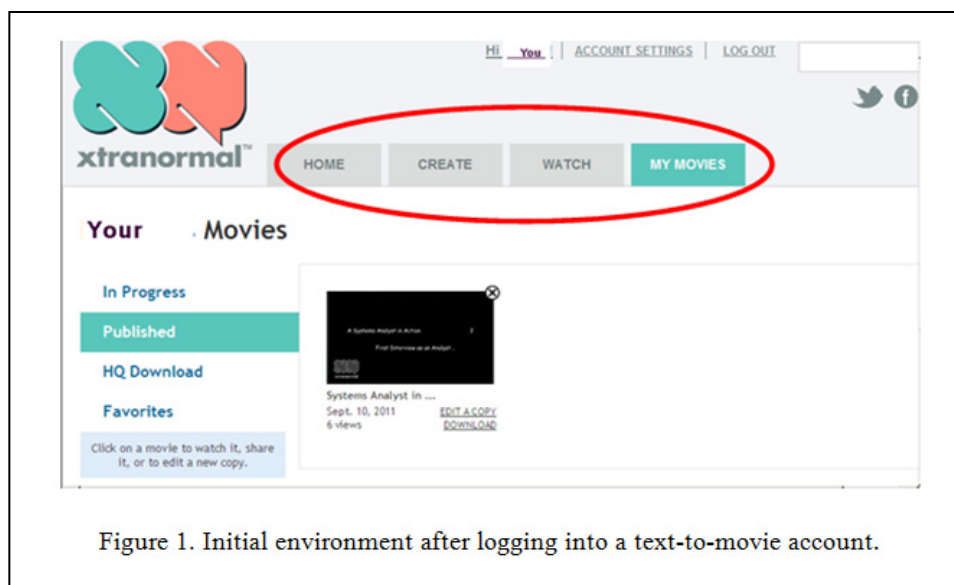 Hi You | ACCOUNT SETTINGS | LOG OUT
xtranormal™
HOME CREATE WATCH MY MOVIES
Your Movies
In Progress
Published
HQ Download
Favorites
Click on a movie to watch it, share
it, or to edit a new copy.
A Systems Analyst in Action 2
First Interview as an Analyst...
Systems Analyst in ...
Sept. 10, 2011 EDIT A COPY
6 views DOWNLOAD
Figure 1. Initial environment after logging into a text-to-movie account.